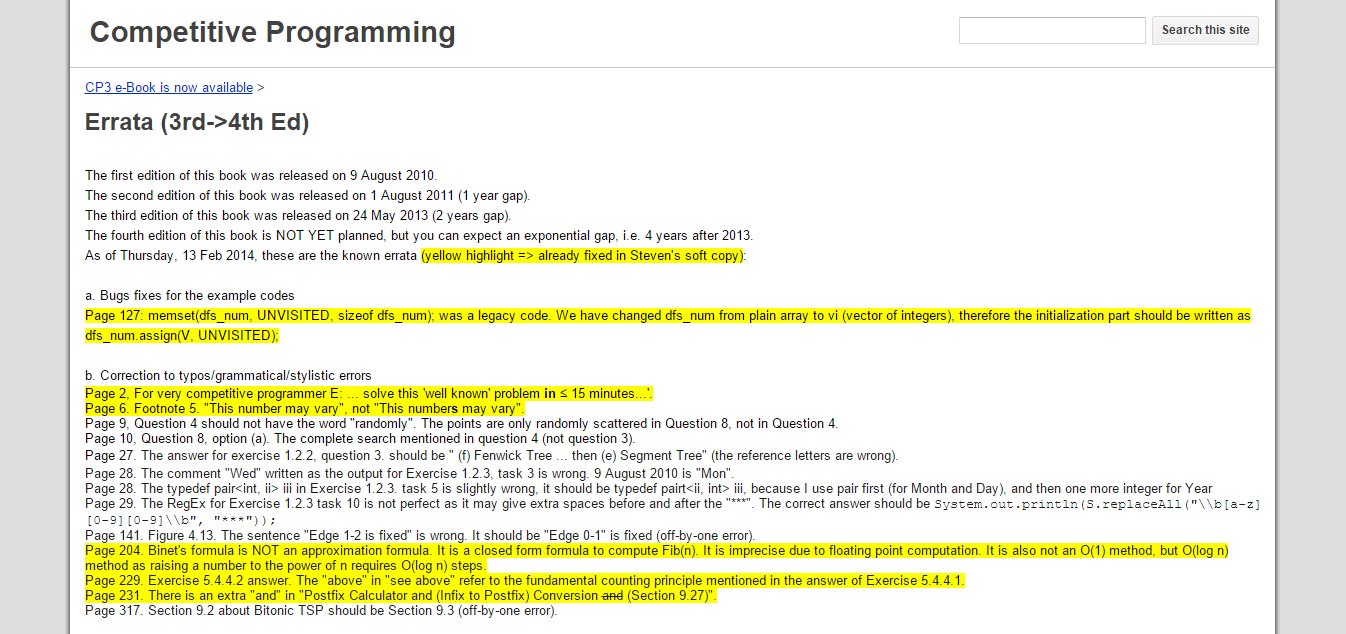 Competitive Programming
Search this site
CP3 e-Book is now available >
Errata (3rd->4th Ed)
The first edition of this book was released on 9 August 2010.
The second edition of this book was released on 1 August 2011 (1 year gap).
The third edition of this book was released on 24 May 2013 (2 years gap).
The fourth edition of this book is NOT YET planned, but you can expect an exponential gap, i.e. 4 years after 2013.
As of Thursday, 13 Feb 2014, these are the known errata (yellow highlight => already fixed in Steven's soft copy):
a. Bugs fixes for the example codes
Page 127: memset(dfs_num, UNVISITED, sizeof dfs_num); was a legacy code. We have changed dfs_num from plain array to vi (vector of integers), therefore the initialization part should be written as
dfs_num.assign(V, UNVISITED);
b. Correction to typos/grammatical/stylistic errors
Page 2, For very competitive programmer E: ... solve this 'well known' problem in ≤ 15 minutes...'.
Page 6. Footnote 5. "This number may vary", not "This numbers may vary".
Page 9, Question 4 should not have the word "randomly". The points are only randomly scattered in Question 8, not in Question 4.
Page 10, Question 8, option (a). The complete search mentioned in question 4 (not question 3).
Page 27. The answer for exercise 1.2.2, question 3. should be " (f) Fenwick Tree ... then (e) Segment Tree" (the reference letters are wrong).
Page 28. The comment "Wed" written as the output for Exercise 1.2.3, task 3 is wrong. 9 August 2010 is "Mon".
Page 28. The typedef pair<int, ii> iii in Exercise 1.2.3. task 5 is slightly wrong, it should be typedef pairt<ii, int> iii, because I use pair first (for Month and Day), and then one more integer for Year
Page 29. The RegEx for Exercise 1.2.3 task 10 is not perfect as it may give extra spaces before and after the "***". The correct answer should be System.out.println(S.replaceAll("\\b[a-z]
[0-9][0-9]\\b", "***"));
Page 141. Figure 4.13. The sentence "Edge 1-2 is fixed" is wrong. It should be "Edge 0-1" is fixed (off-by-one error).
Page 204. Binet's formula is NOT an approximation formula. It is a closed form formula to compute Fib(n). It is imprecise due to floating point computation. It is also not an O(1) method, but O(log n)
method as raising a number to the power of n requires O(log n) steps.
Page 229. Exercise 5.4.4.2 answer. The "above" in "see above" refer to the fundamental counting principle mentioned in the answer of Exercise 5.4.4.1.
Page 231. There is an extra "and" in "Postfix Calculator and (Infix to Postfix) Conversion and (Section 9.27)".
Page 317. Section 9.2 about Bitonic TSP should be Section 9.3 (off-by-one error).